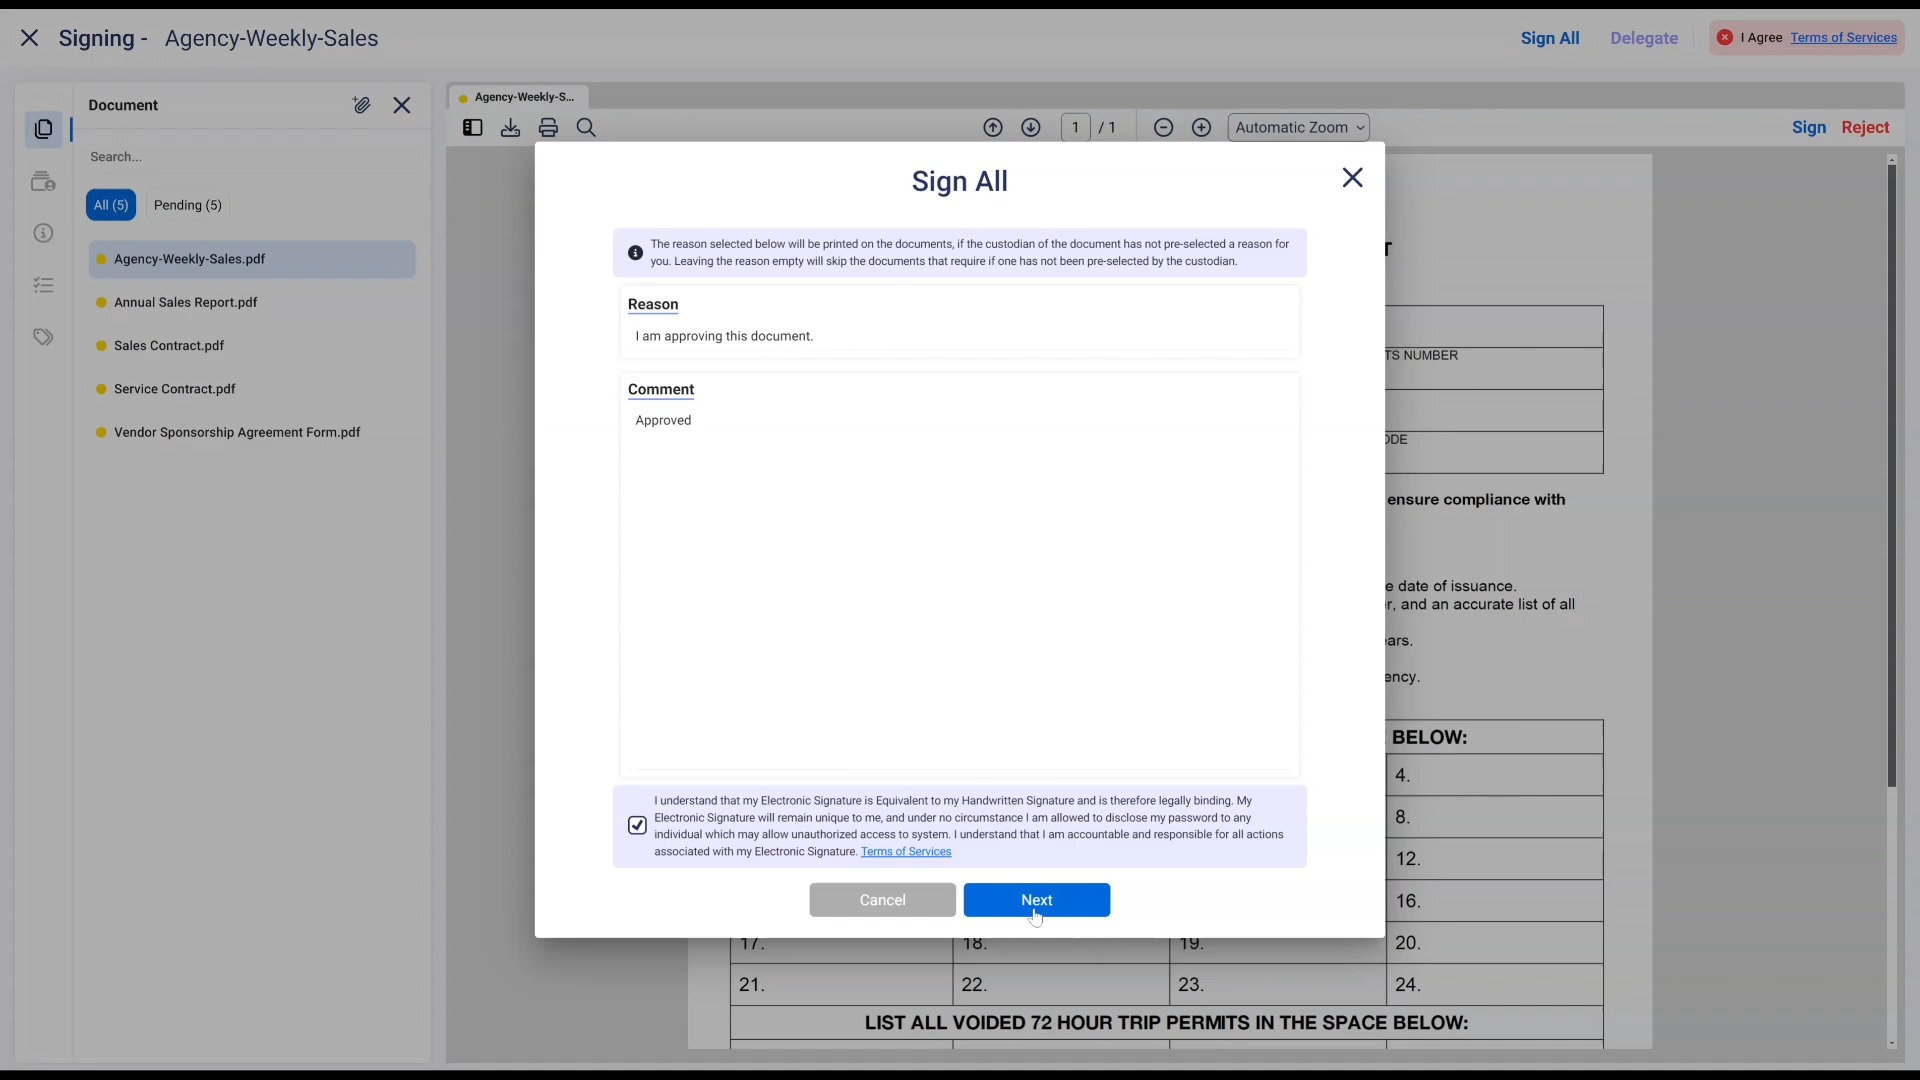 Signing - Agency-Weekly-Sales
Sign All
Delegate
I Agree Terms of Services
Document
Search...
All (5)
Pending (5)
Agency-Weekly-Sales.pdf
Annual Sales Report.pdf
Sales Contract.pdf
Service Contract.pdf
Vendor Sponsorship Agreement Form.pdf
Agency-Weekly-S...
1 / 1
Automatic Zoom
Sign Reject
Sign All
The reason selected below will be printed on the documents, if the custodian of the document has not pre-selected a reason for
you. Leaving the reason empty will skip the documents that require if one has not been pre-selected by the custodian.
Reason
I am approving this document.
Comment
Approved
I understand that my Electronic Signature is Equivalent to my Handwritten Signature and is therefore legally binding. My
Electronic Signature will remain unique to me, and under no circumstance I am allowed to disclose my password to any
individual which may allow unauthorized access to system. I understand that I am accountable and responsible for all actions
associated with my Electronic Signature. Terms of Services
Cancel
Next
T
TS NUMBER
ensure compliance with
e date of issuance.
r, and an accurate list of all
ency.
BELOW:
4.
8.
12.
16.
17. 18. 19. 20.
21. 22. 23. 24.
LIST ALL VOIDED 72 HOUR TRIP PERMITS IN THE SPACE BELOW: